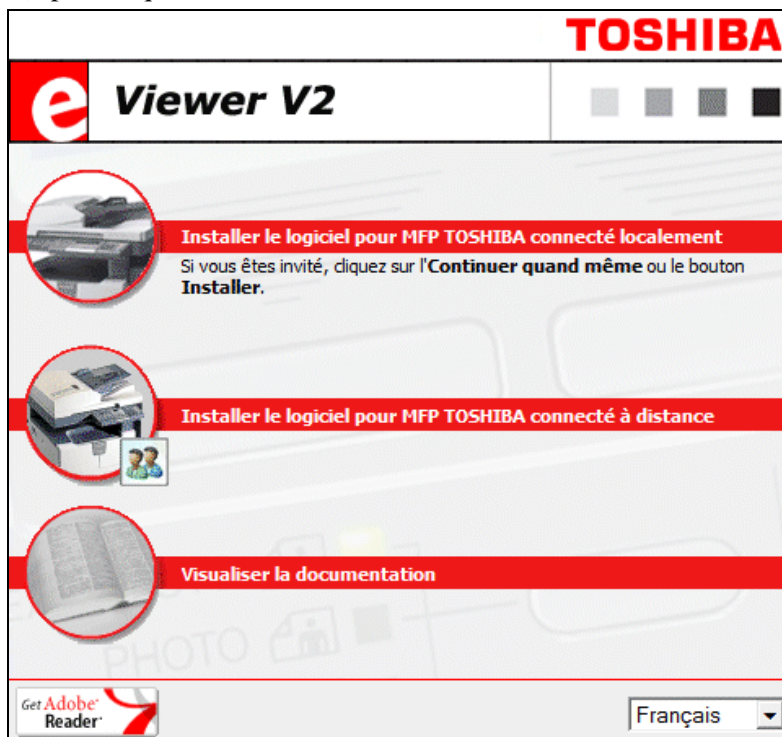 TOSHIBA
e Viewer V2
Installer le logiciel pour MFP TOSHIBA connecté localement
Si vous êtes invité, cliquez sur l'Continuer quand même ou le bouton
Installer.
Installer le logiciel pour MFP TOSHIBA connecté à distance
Visualiser la documentation
PHOTO
Get Adobe
Reader
Français